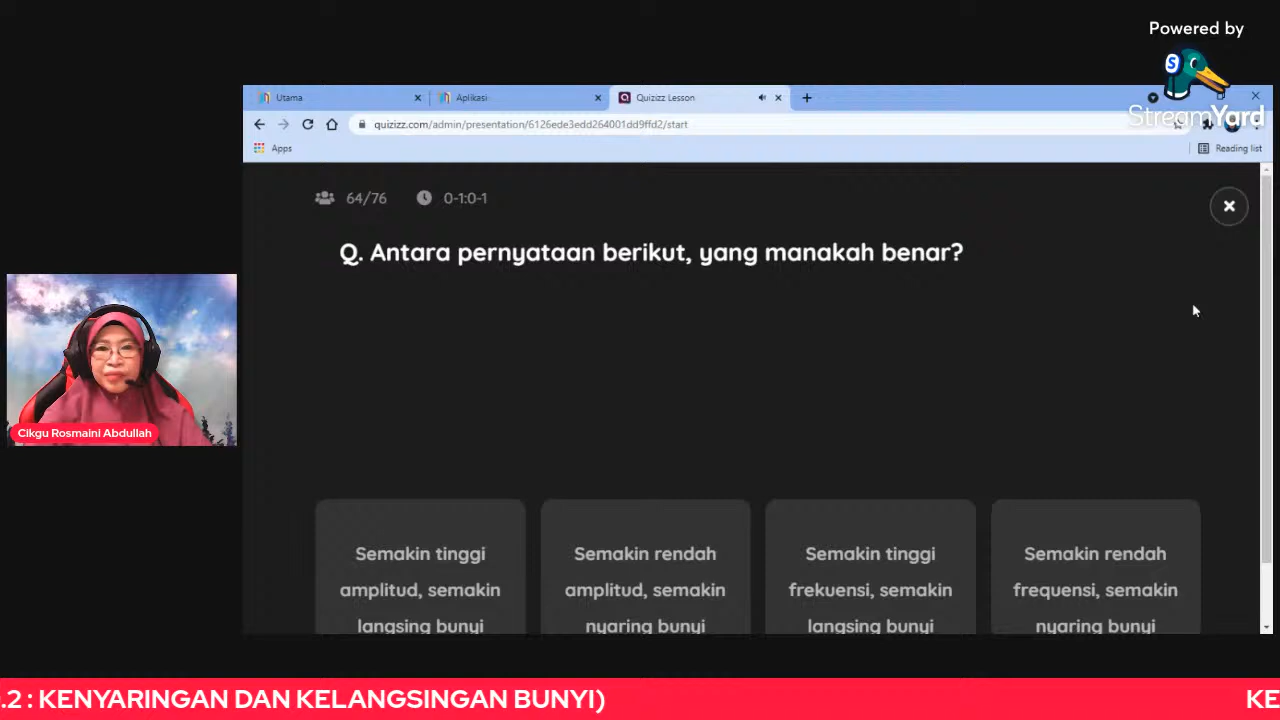 Powered by
StreamYard
Utama
Aplikasi
Quizizz Lesson
quizizz.com/admin/presentation/6126ede3edd264001dd9ffd2/start
Apps
Reading list
64/76
0-1:0-1
Q. Antara pernyataan berikut, yang manakah benar?
Semakin tinggi
amplitud, semakin
langsing bunyi
Semakin rendah
amplitud, semakin
nyaring bunyi
Semakin tinggi
frekuensi, semakin
langsing bunyi
Semakin rendah
frequensi, semakin
nyaring bunyi
Cikgu Rosmaini Abdullah
.2 : KENYARINGAN DAN KELANGSINGAN BUNYI)
KE